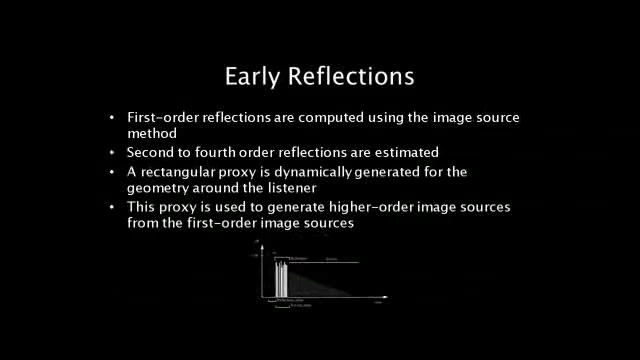 Early Reflections
• First-order reflections are computed using the image source
method
• Second to fourth order reflections are estimated
• A rectangular proxy is dynamically generated for the
geometry around the listener
• This proxy is used to generate higher-order image sources
from the first-order image sources